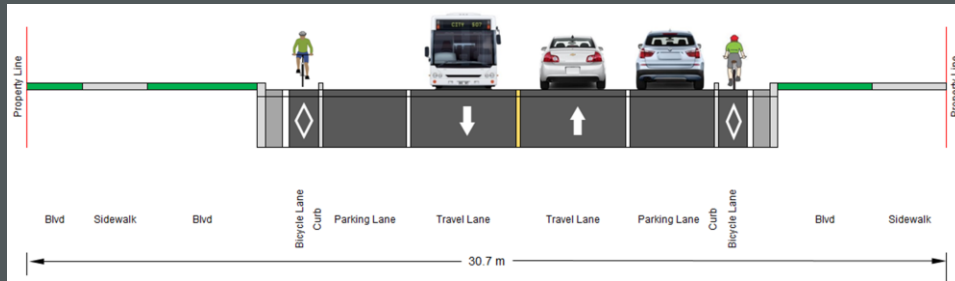 CITY 507
Property Line
Property Line
Blvd
Sidewalk
Blvd
Bicycle Lane
Curb
Parking Lane
Travel Lane
Travel Lane
Parking Lane
Curb
Bicycle Lane
Blvd
Sidewalk
30.7 m